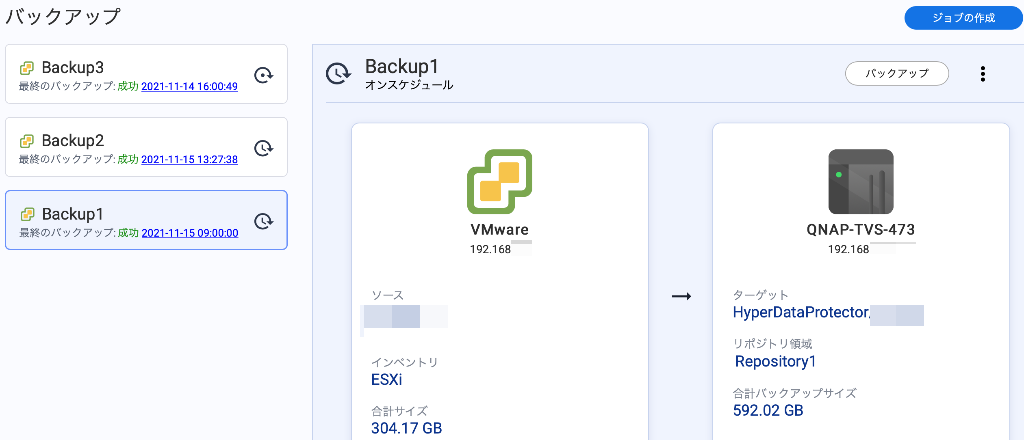 バックアップ
ジョブの作成
Backup3
最終のバックアップ: 成功 2021-11-14 16:00:49
Backup2
最終のバックアップ: 成功 2021-11-15 13:27:38
Backup1
最終のバックアップ: 成功 2021-11-15 09:00:00
Backup1
オンスケジュール
バックアップ
VMware
192.168
ソース
インベントリ
ESXi
合計サイズ
304.17 GB
QNAP-TVS-473
192.168
ターゲット
HyperDataProtector
リポジトリ領域
Repository1
合計バックアップサイズ
592.02 GB